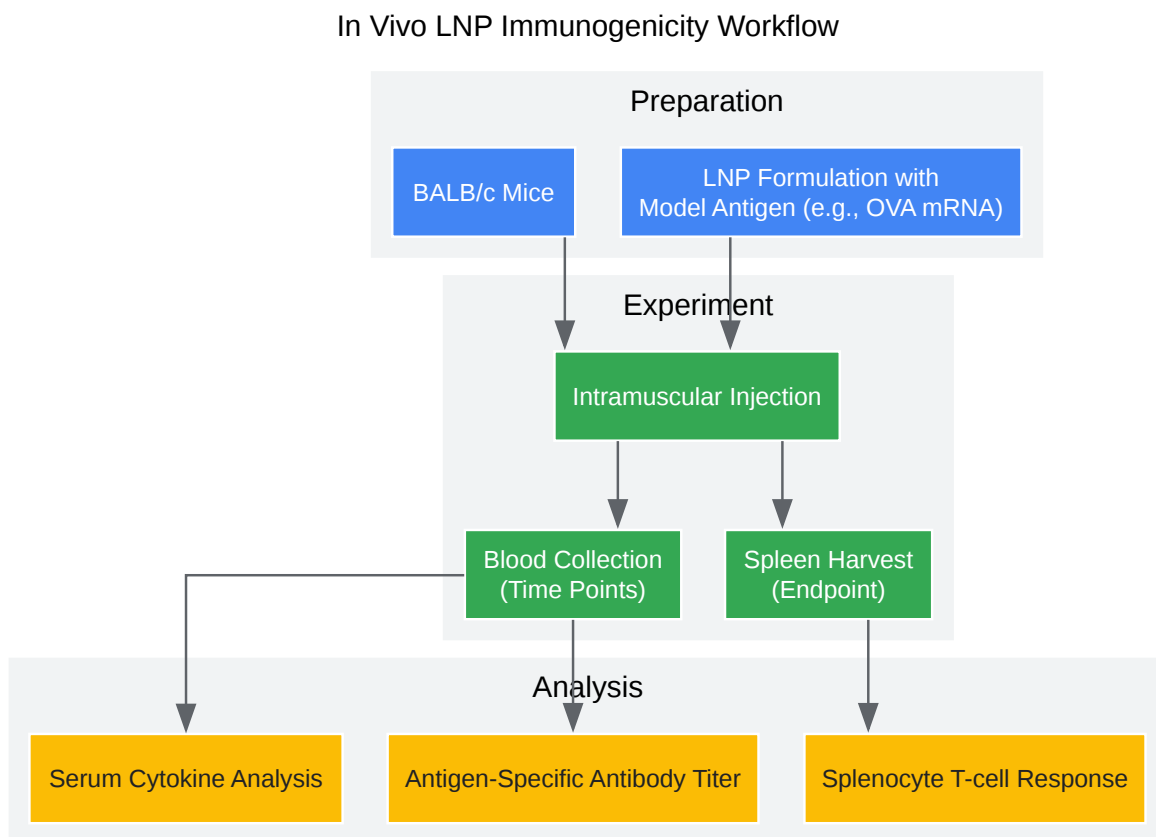 In Vivo LNP Immunogenicity Workflow
Preparation
BALB/c Mice
LNP Formulation with
Model Antigen (e.g., OVA mRNA)
Experiment
Intramuscular Injection
Blood Collection
(Time Points)
Spleen Harvest
(Endpoint)
Analysis
Serum Cytokine Analysis
Antigen-Specific Antibody Titer
Splenocyte T-cell Response